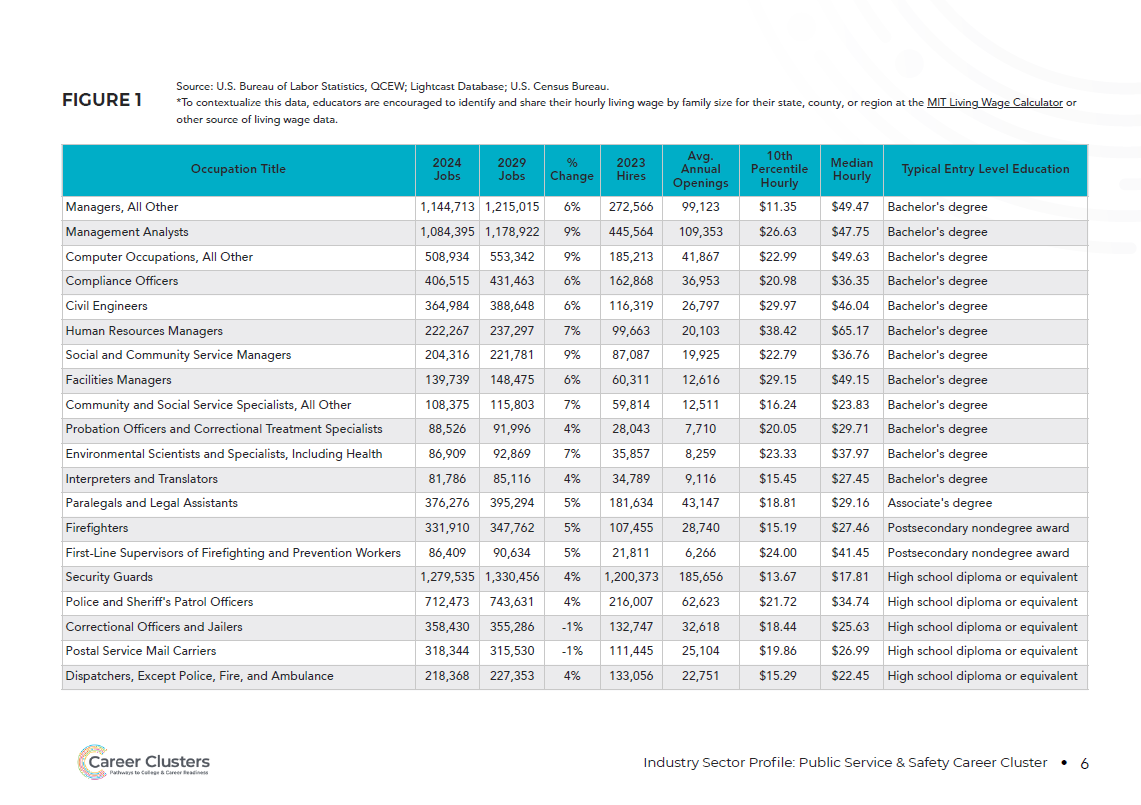 FIGURE 1
Source: U.S. Bureau of Labor Statistics, QCEW; Lightcast Database; U.S. Census Bureau.
*To contextualize this data, educators are encouraged to identify and share their hourly living wage by family size for their state, county, or region at the MIT Living Wage Calculator or
other source of living wage data.
Occupation Title 2024 Jobs 2029 Jobs % Change 2023 Hires Avg. Annual Openings 10th Percentile Hourly Median Hourly Typical Entry Level Education
Managers, All Other 1,144,713 1,215,015 6% 272,566 99,123 $11.35 $49.47 Bachelor's degree
Management Analysts 1,084,395 1,178,922 9% 445,564 109,353 $26.63 $47.75 Bachelor's degree
Computer Occupations, All Other 508,934 553,342 9% 185,213 41,867 $22.99 $49.63 Bachelor's degree
Compliance Officers 406,515 431,463 6% 162,868 36,953 $20.98 $36.35 Bachelor's degree
Civil Engineers 364,984 388,648 6% 116,319 26,797 $29.97 $46.04 Bachelor's degree
Human Resources Managers 222,267 237,297 7% 99,663 20,103 $38.42 $65.17 Bachelor's degree
Social and Community Service Managers 204,316 221,781 9% 87,087 19,925 $22.79 $36.76 Bachelor's degree
Facilities Managers 139,739 148,475 6% 60,311 12,616 $29.15 $49.15 Bachelor's degree
Community and Social Service Specialists, All Other 108,375 115,803 7% 59,814 12,511 $16.24 $23.83 Bachelor's degree
Probation Officers and Correctional Treatment Specialists 88,526 91,996 4% 28,043 7,710 $20.05 $29.71 Bachelor's degree
Environmental Scientists and Specialists, Including Health 86,909 92,869 7% 35,857 8,259 $23.33 $37.97 Bachelor's degree
Interpreters and Translators 81,786 85,116 4% 34,789 9,116 $15.45 $27.45 Bachelor's degree
Paralegals and Legal Assistants 376,276 395,294 5% 181,634 43,147 $18.81 $29.16 Associate's degree
Firefighters 331,910 347,762 5% 107,455 28,740 $15.19 $27.46 Postsecondary nondegree award
First-Line Supervisors of Firefighting and Prevention Workers 86,409 90,634 5% 21,811 6,266 $24.00 $41.45 Postsecondary nondegree award
Security Guards 1,279,535 1,330,456 4% 1,200,373 185,656 $13.67 $17.81 High school diploma or equivalent
Police and Sheriff's Patrol Officers 712,473 743,631 4% 216,007 62,623 $21.72 $34.74 High school diploma or equivalent
Correctional Officers and Jailers 358,430 355,286 -1% 132,747 32,618 $18.44 $25.63 High school diploma or equivalent
Postal Service Mail Carriers 318,344 315,530 -1% 111,445 25,104 $19.86 $26.99 High school diploma or equivalent
Dispatchers, Except Police, Fire, and Ambulance 218,368 227,353 4% 133,056 22,751 $15.29 $22.45 High school diploma or equivalent
Career Clusters
Pathways to College & Career Readiness
Industry Sector Profile: Public Service & Safety Career Cluster • 6